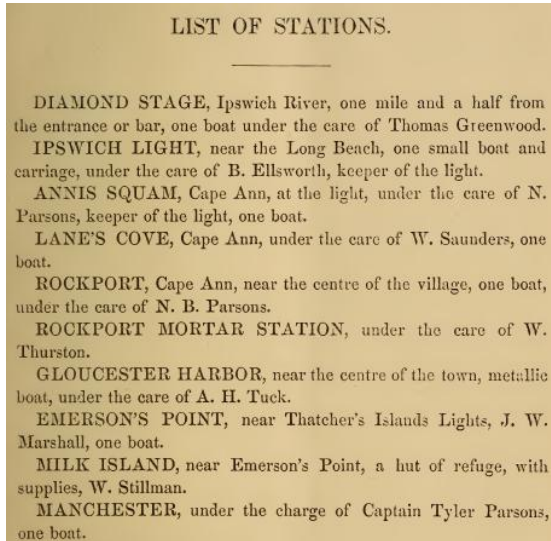 LIST OF STATIONS.
DIAMOND STAGE, Ipswich River, one mile and a half from
the entrance or bar, one boat under the care of Thomas Greenwood.
IPSWICH LIGHT, near the Long Beach, one small boat and
carriage, under the care of B. Ellsworth, keeper of the light.
ANNIS SQUAM, Cape Ann, at the light, under the care of N.
Parsons, keeper of the light, one boat.
LANE'S COVE, Cape Ann, under the care of W. Saunders, one
boat.
ROCKPORT, Cape Ann, near the centre of the village, one boat,
under the care of N. B. Parsons.
ROCKPORT MORTAR STATION, under the care of W.
Thurston.
GLOUCESTER HARBOR, near the centre of the town, metallic
boat, under the care of A. H. Tuck.
EMERSON'S POINT, near Thatcher's Islands Lights, J. W.
Marshall, one boat.
MILK ISLAND, near Emerson's Point, a hut of refuge, with
supplies, W. Stillman.
MANCHESTER, under the charge of Captain Tyler Parsons,
one boat.